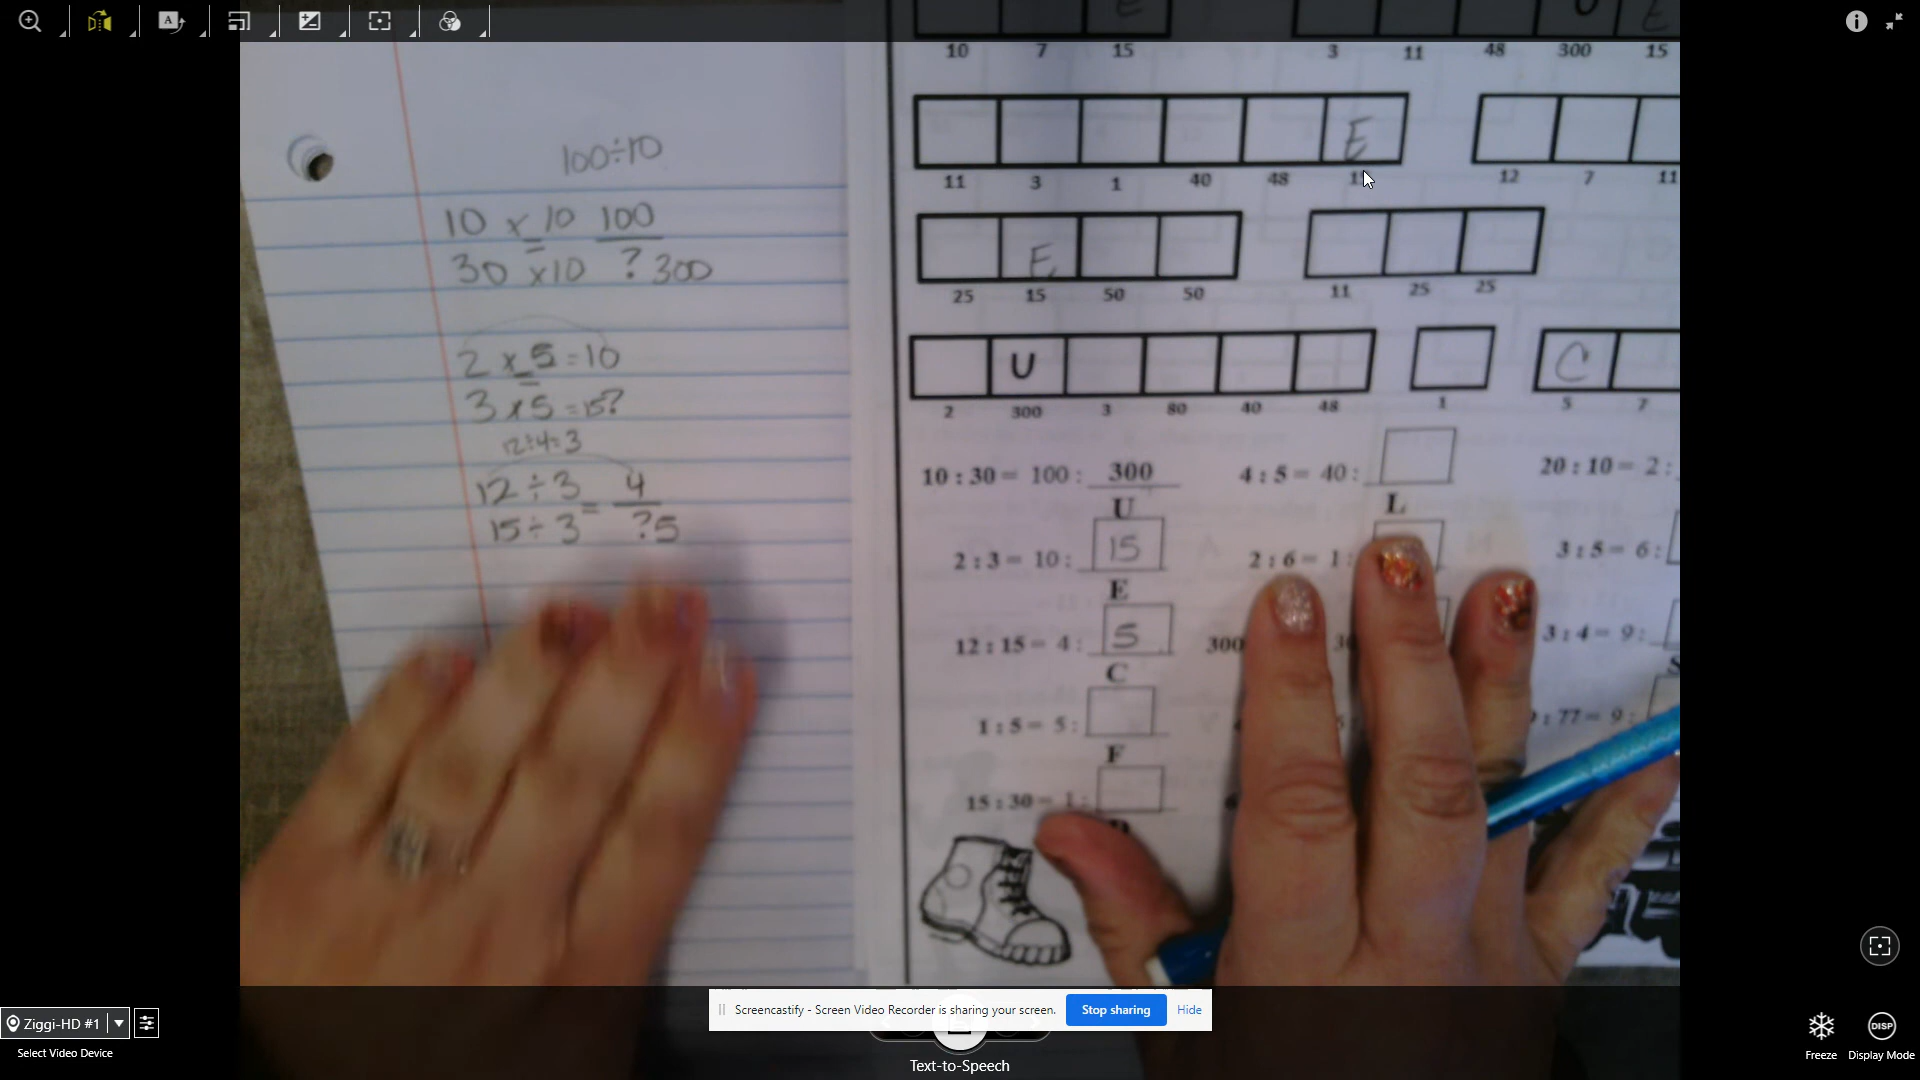 E U E
10 7 15 3 11 48 300 15
100÷10
10 x 10 100
=
30 x10 ? 300
E
11 3 1 40 48 12 7 11
E
25 15 50 50 11 25 25
2 x 5 = 10
3 x 5 = 15?
12÷4=3
12 ÷ 3 = 4
15 ÷ 3 ? 5
U C
2 300 3 80 40 48 1 5 7
10 : 30 = 100 : 300 4 : 5 = 40 : 20 : 10 = 2 :
U L
2 : 3 = 10 : 15 2 : 6 = 1 : 3 : 5 = 6 :
E
12 : 15 = 4 : 5 300 3 : 4 = 9 :
C S
1 : 5 = 5 : : 77 = 9 :
F
15 : 30 = 1 :
Screencastify - Screen Video Recorder is sharing your screen. Stop sharing Hide
Ziggi-HD #1
Select Video Device
Text-to-Speech
Freeze
DISP
Display Mode